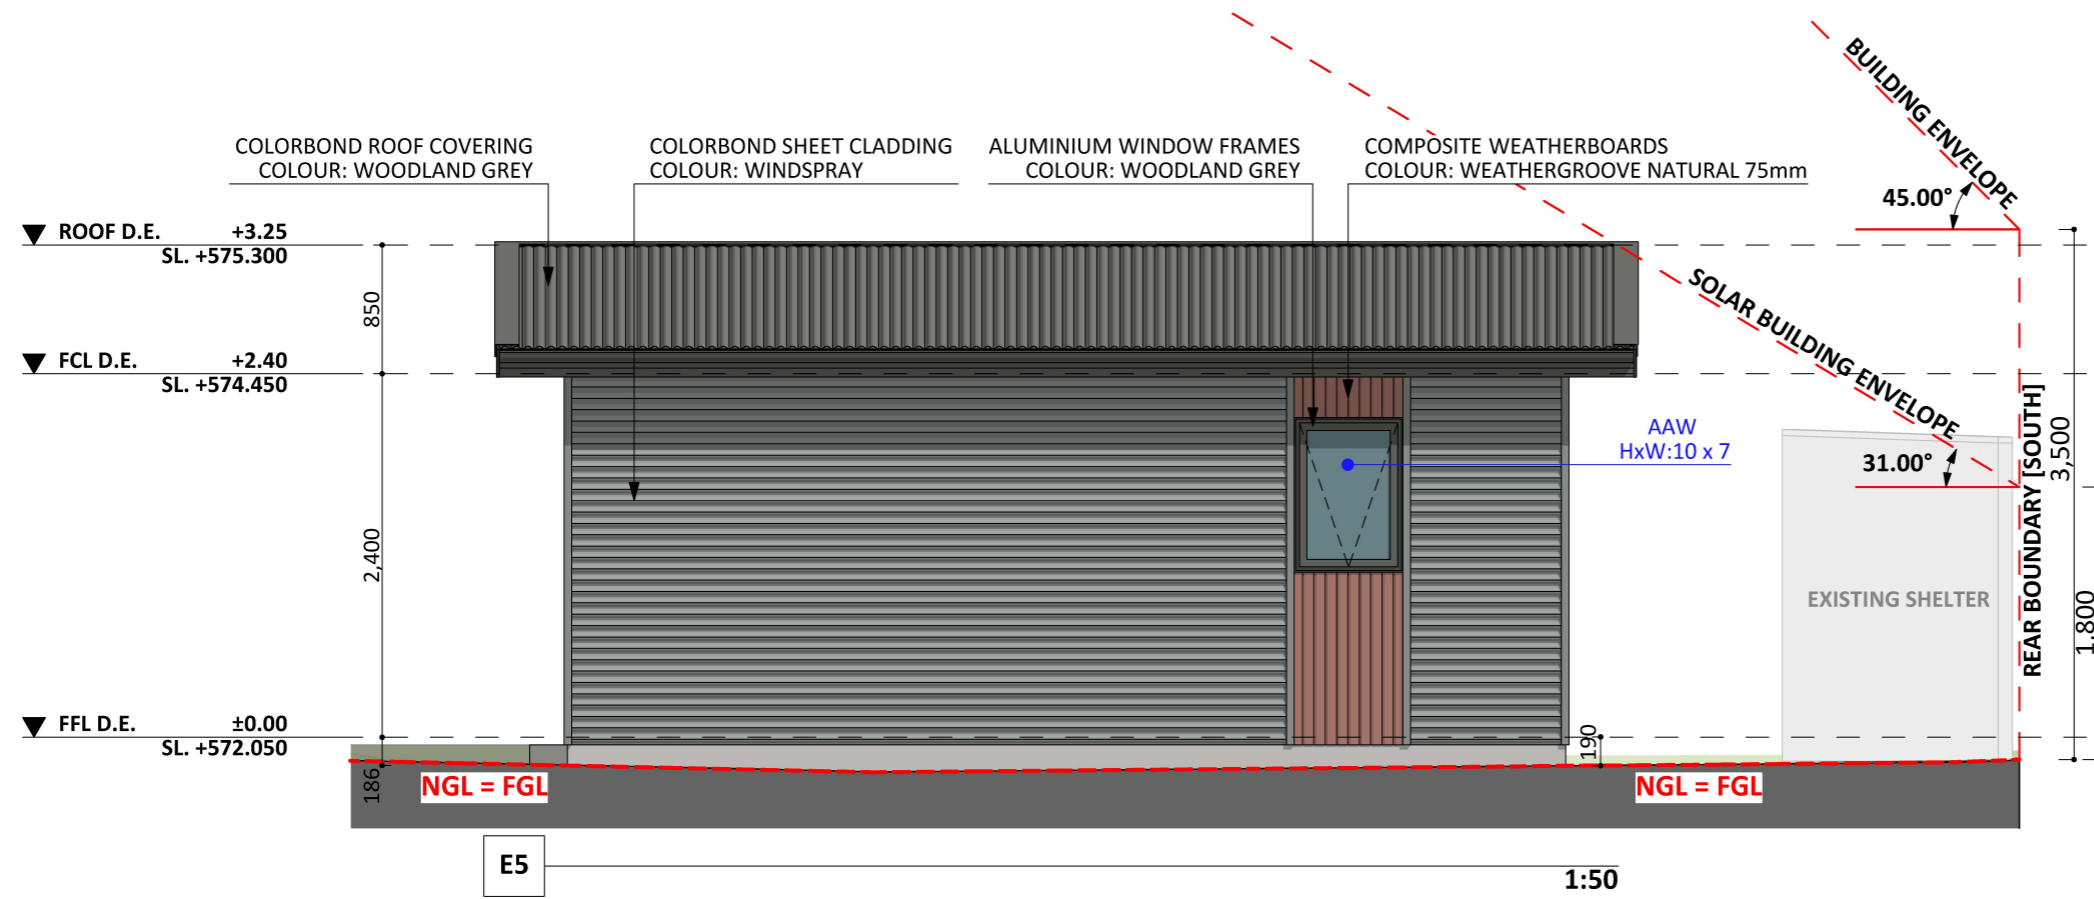 BUILDING ENVELOPE
COLORBOND ROOF COVERING
COLOUR: WOODLAND GREY
COLORBOND SHEET CLADDING
COLOUR: WINDSPRAY
ALUMINIUM WINDOW FRAMES
COLOUR: WOODLAND GREY
COMPOSITE WEATHERBOARDS
COLOUR: WEATHERGROOVE NATURAL 75mm
45.00°
ROOF D.E. +3.25
SL. +575.300
SOLAR BUILDING ENVELOPE
850
FCL D.E. +2.40
SL. +574.450
AAW
HxW:10 x 7
31.00°
REAR BOUNDARY [SOUTH]
3,500
2,400
EXISTING SHELTER
1,800
FFL D.E. ±0.00
SL. +572.050
190
186
NGL = FGL
NGL = FGL
E5
1:50